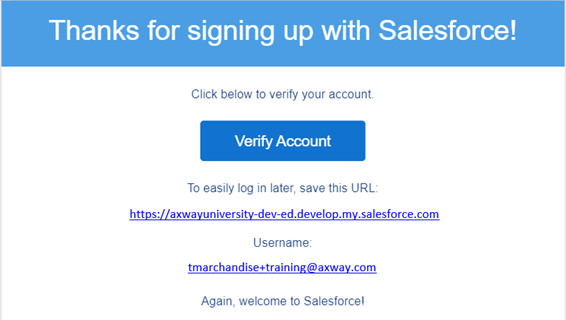 Thanks for signing up with Salesforce!
Click below to verify your account.
Verify Account
To easily log in later, save this URL:
https://axwayuniversity-dev-ed.develop.my.salesforce.com
Username:
tmarchandise+training@axway.com
Again, welcome to Salesforce!